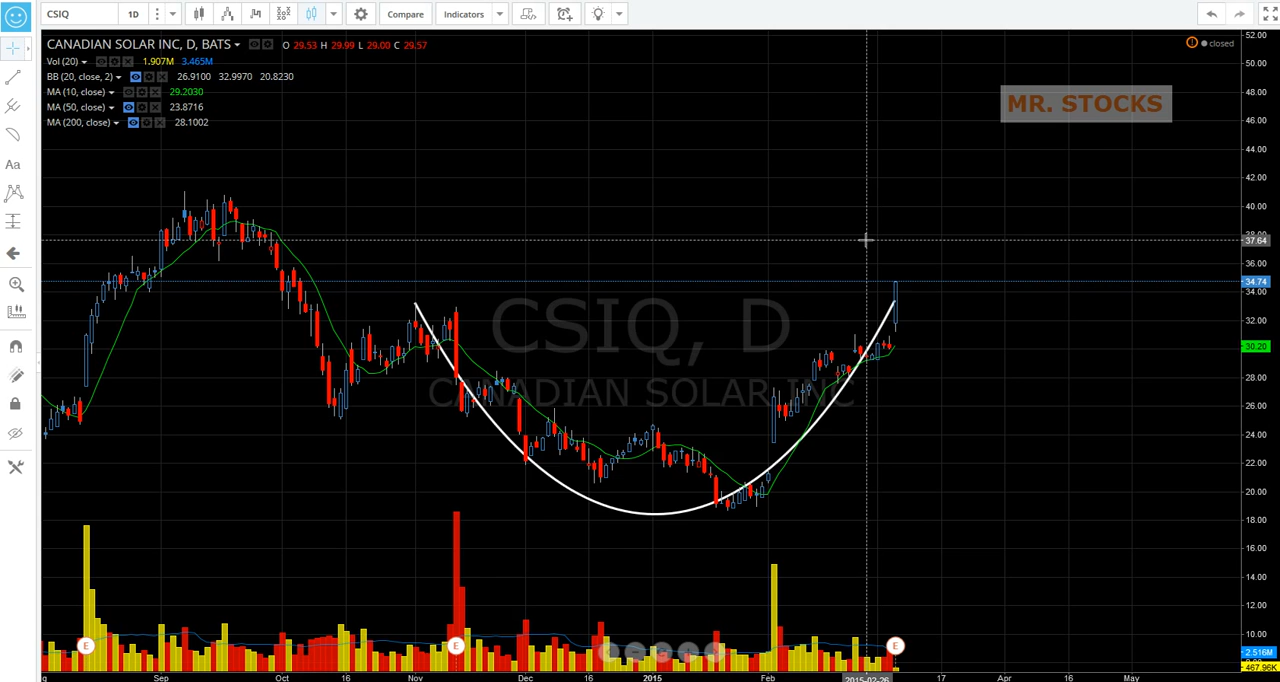 CSIQ 1D Compare Indicators
CANADIAN SOLAR INC, D, BATS O 29.53 H 29.99 L 29.00 C 29.57
closed
Vol (20) 1.907M 3.465M
BB (20, close, 2) 26.9100 32.9970 20.8230
MA (10, close) 29.2030
MA (50, close) 23.8716
MA (200, close) 28.1002
MR. STOCKS
Aa
CSIQ, D
CANADIAN SOLAR INC
52.00
50.00
48.00
46.00
44.00
42.00
40.00
37.64
36.00
34.74
34.00
32.00
30.20
28.00
26.00
24.00
22.00
20.00
18.00
16.00
14.00
12.00
10.00
2.516M
467.96K
E E E
Sep Oct 16 Nov Dec 16 2015 Feb 2015-02-26 17 Apr 16 May